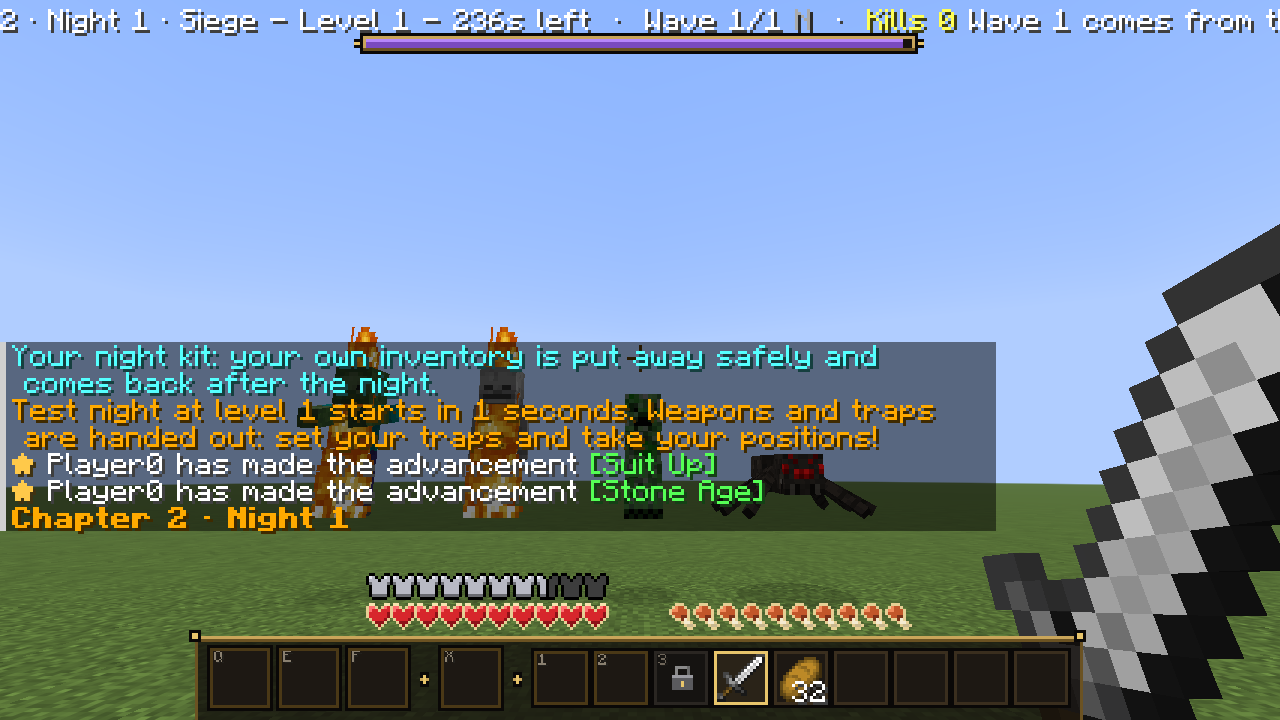 2 · Night 1 · Siege - Level 1 - 236s left · Wave 1/1 N · Kills 0 Wave 1 comes from t
Your night kit: your own inventory is put away safely and
comes back after the night.
Test night at level 1 starts in 1 seconds. Weapons and traps
are handed out: set your traps and take your positions!
Player0 has made the advancement [Suit Up]
Player0 has made the advancement [Stone Age]
Chapter 2 · Night 1
Q E F X 1 2 3
32